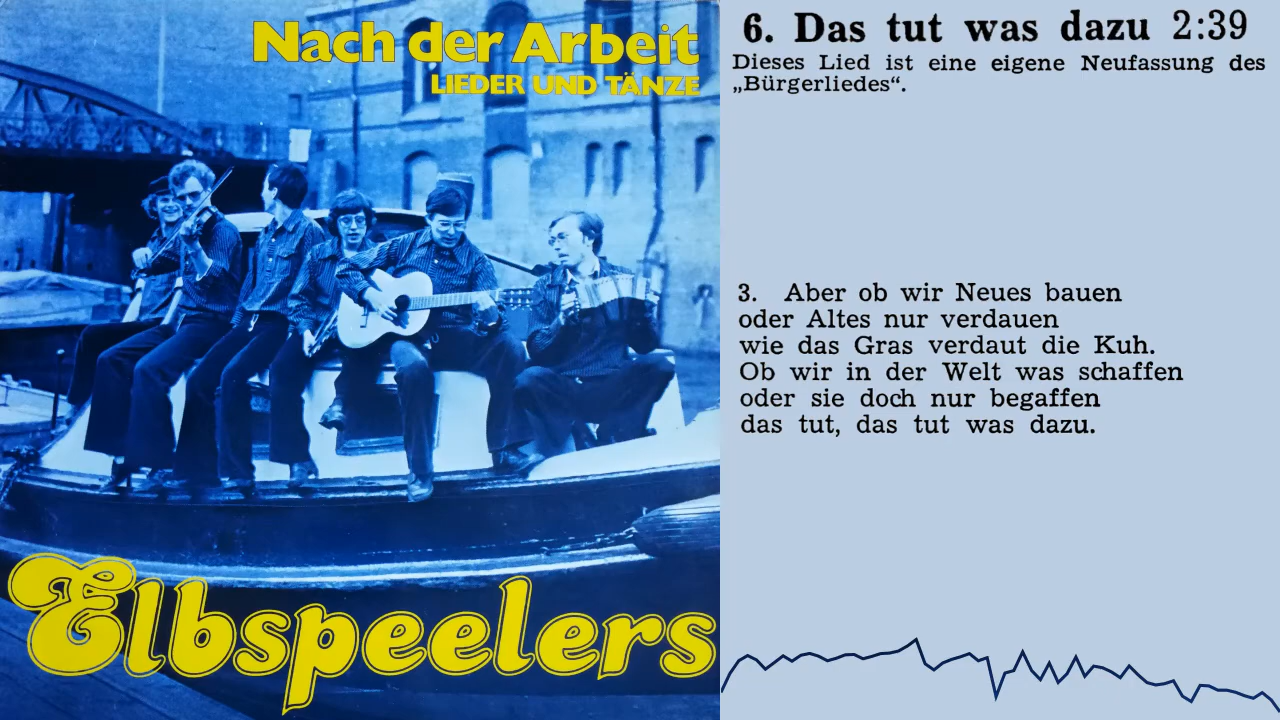 Nach der Arbeit
LIEDER UND TÄNZE
Elbspeelers
6. Das tut was dazu 2:39
Dieses Lied ist eine eigene Neufassung des
„Bürgerliedes“.
3. Aber ob wir Neues bauen
oder Altes nur verdauen
wie das Gras verdaut die Kuh.
Ob wir in der Welt was schaffen
oder sie doch nur begaffen
das tut, das tut was dazu.